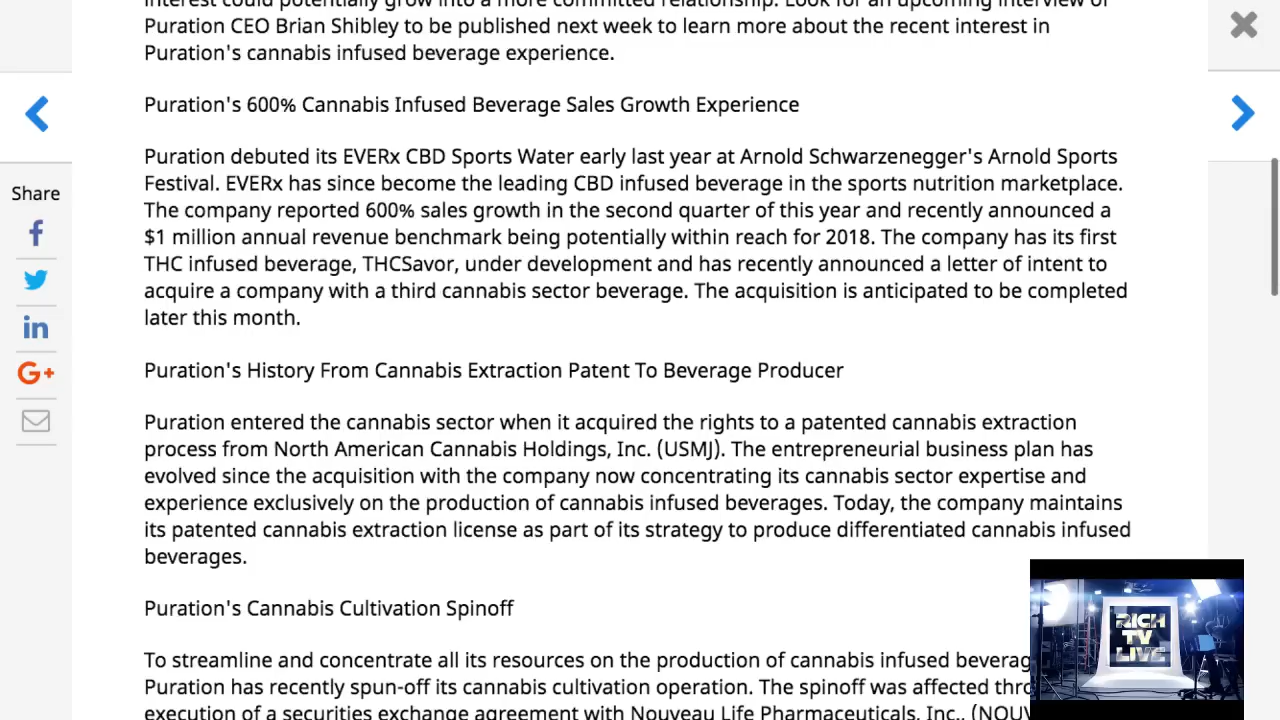 interest could potentially grow into a more committed relationship. Look for an upcoming interview of
Puration CEO Brian Shibley to be published next week to learn more about the recent interest in
Puration's cannabis infused beverage experience.
Puration's 600% Cannabis Infused Beverage Sales Growth Experience
Puration debuted its EVERx CBD Sports Water early last year at Arnold Schwarzenegger's Arnold Sports
Festival. EVERx has since become the leading CBD infused beverage in the sports nutrition marketplace.
The company reported 600% sales growth in the second quarter of this year and recently announced a
$1 million annual revenue benchmark being potentially within reach for 2018. The company has its first
THC infused beverage, THCSavor, under development and has recently announced a letter of intent to
acquire a company with a third cannabis sector beverage. The acquisition is anticipated to be completed
later this month.
Puration's History From Cannabis Extraction Patent To Beverage Producer
Puration entered the cannabis sector when it acquired the rights to a patented cannabis extraction
process from North American Cannabis Holdings, Inc. (USMJ). The entrepreneurial business plan has
evolved since the acquisition with the company now concentrating its cannabis sector expertise and
experience exclusively on the production of cannabis infused beverages. Today, the company maintains
its patented cannabis extraction license as part of its strategy to produce differentiated cannabis infused
beverages.
Puration's Cannabis Cultivation Spinoff
To streamline and concentrate all its resources on the production of cannabis infused beverag
Puration has recently spun-off its cannabis cultivation operation. The spinoff was affected thro
execution of a securities exchange agreement with Nouveau Life Pharmaceuticals, Inc., (NOUV
Share
f
in
G+
RICH
TV
LIVE